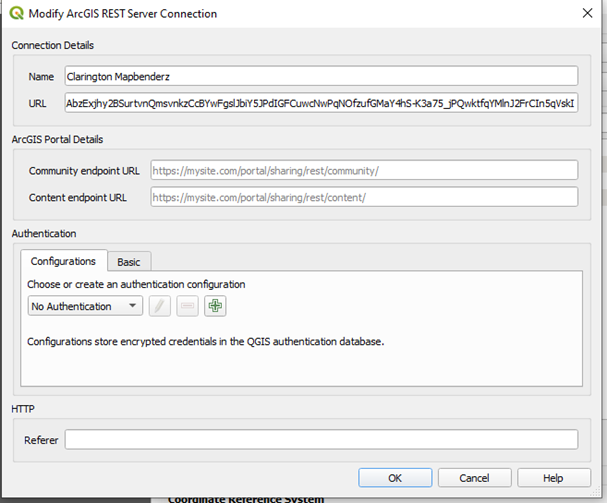 Modify ArcGIS REST Server Connection
Connection Details
Name Clarington Mapbenderz
URL AbzExjhy2BSurtvnQmsvnkzCcBYwFgslJbiY5JPdIGFCuwcNwPqNOfzufGMaY4hS-K3a75_jPQwktfqYMlnJ2FrCIn5qVskI
ArcGIS Portal Details
Community endpoint URL https://mysite.com/portal/sharing/rest/community/
Content endpoint URL https://mysite.com/portal/sharing/rest/content/
Authentication
Configurations Basic
Choose or create an authentication configuration
No Authentication
Configurations store encrypted credentials in the QGIS authentication database.
HTTP
Referer
OK Cancel Help
Coordinate Reference System